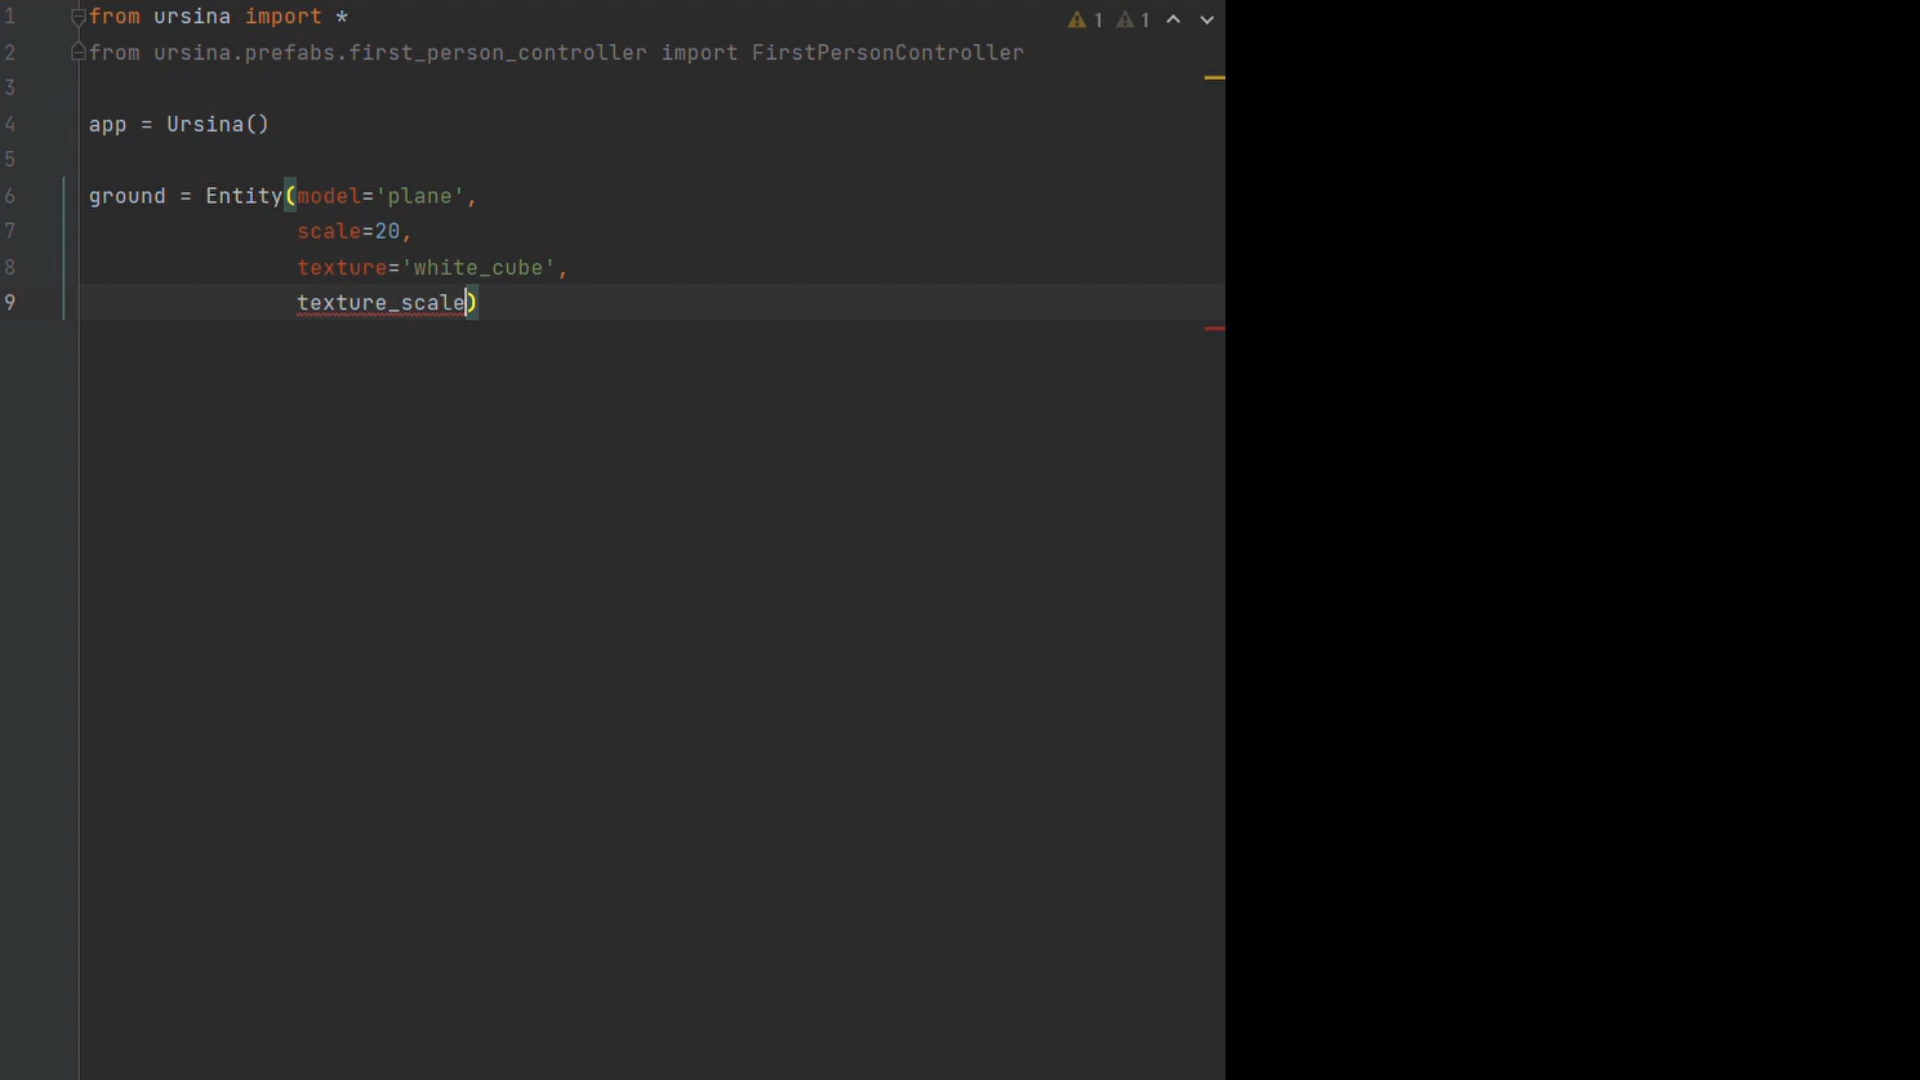 1 from ursina import * 1 1
2 from ursina.prefabs.first_person_controller import FirstPersonController
3
4 app = Ursina()
5
6 ground = Entity(model='plane',
7 scale=20,
8 texture='white_cube',
9 texture_scale)